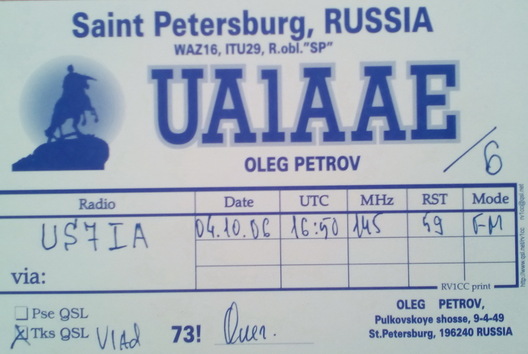 Saint Petersburg, RUSSIA
WAZ16, ITU29, R.obl."SP"
UA1AAE
OLEG PETROV
/6
Radio Date UTC MHz RST Mode
US7IA 04.10.06 16:50 145 59 FM
via:
RV1CC print
Pse QSL
Tks QSL Vlad 73!
OLEG PETROV,
Pulkovskoye shosse, 9-4-49
St.Petersburg, 196240 RUSSIA